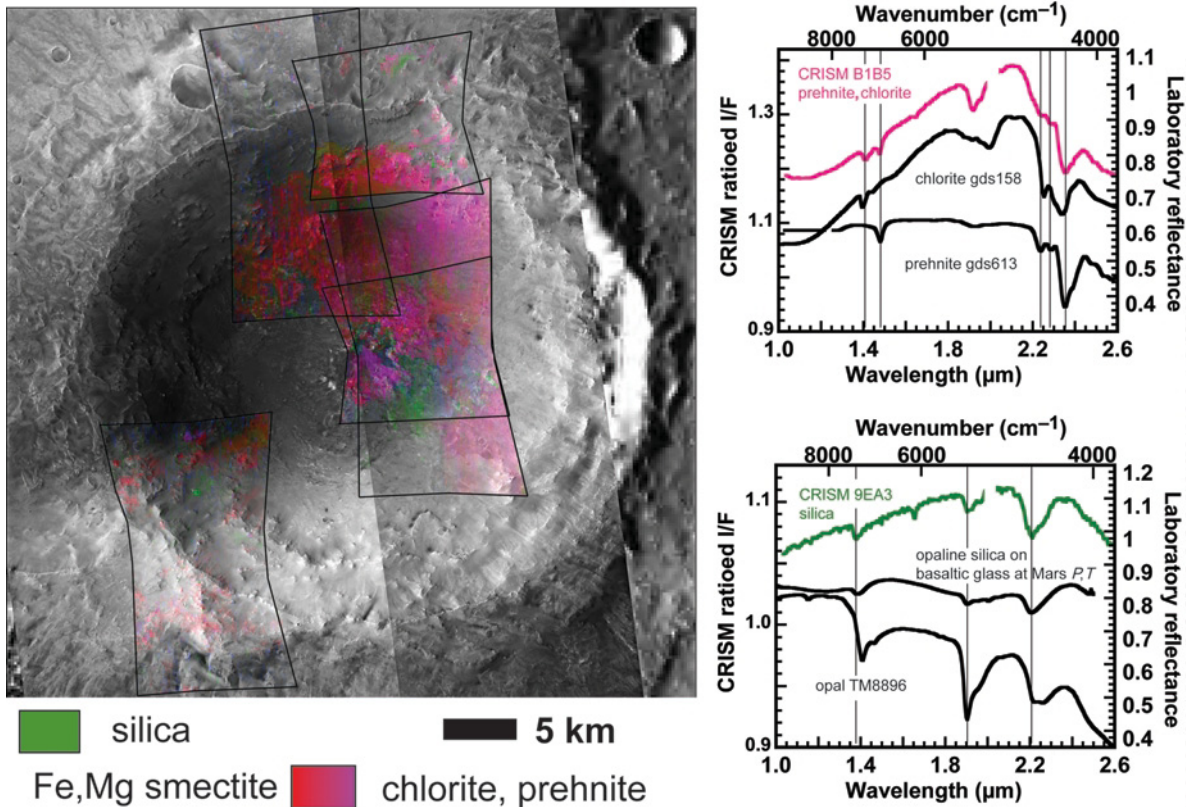 Wavenumber (cm⁻¹)
8000 6000 4000
CRISM B1B5
prehnite, chlorite
chlorite gds158
prehnite gds613
CRISM ratioed I/F
1.3
1.1
0.9
Laboratory reflectance
1.1
1
0.9
0.8
0.7
0.6
0.5
0.4
1.0 1.4 1.8 2.2 2.6
Wavelength (µm)
Wavenumber (cm⁻¹)
8000 6000 4000
CRISM 9EA3
silica
opaline silica on
basaltic glass at Mars P,T
opal TM8896
CRISM ratioed I/F
1.1
1.0
0.9
Laboratory reflectance
1.2
1.1
1
0.9
0.8
0.7
0.6
0.5
0.4
1.0 1.4 1.8 2.2 2.6
Wavelength (µm)
silica
5 km
Fe,Mg smectite
chlorite, prehnite